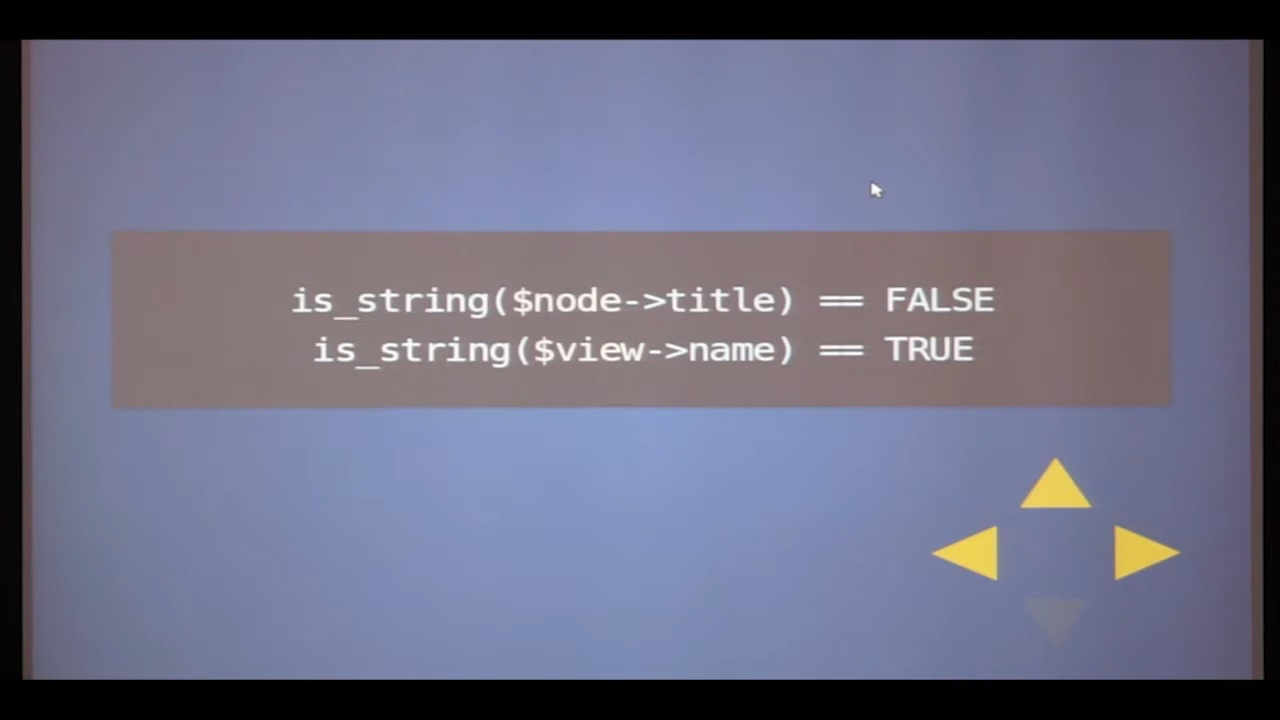 is_string($node->title) == FALSE
is_string($view->name) == TRUE